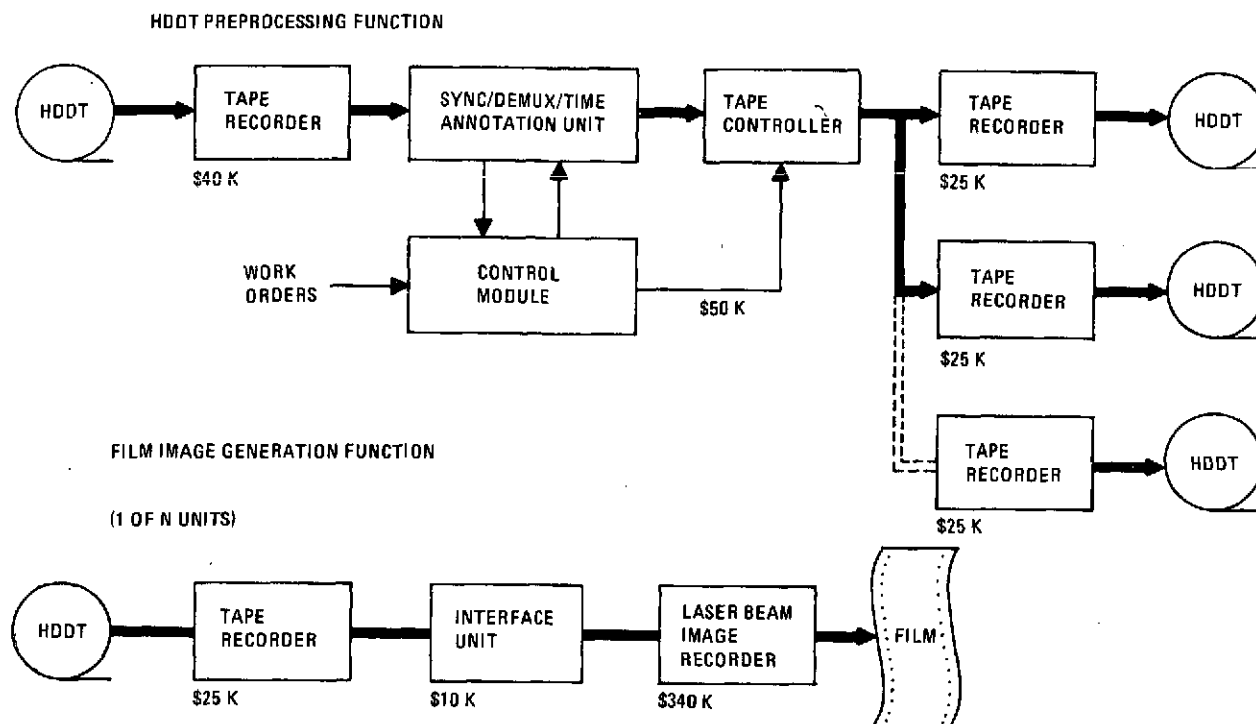 HDDT PREPROCESSING FUNCTION
HDDT
TAPE
RECORDER
$40 K
SYNC/DEMUX/TIME
ANNOTATION UNIT
TAPE
CONTROLLER
TAPE
RECORDER
$25 K
HDDT
WORK
ORDERS
CONTROL
MODULE
$50 K
TAPE
RECORDER
$25 K
HDDT
TAPE
RECORDER
$25 K
HDDT
FILM IMAGE GENERATION FUNCTION
(1 OF N UNITS)
HDDT
TAPE
RECORDER
$25 K
INTERFACE
UNIT
$10 K
LASER BEAM
IMAGE
RECORDER
$340 K
FILM